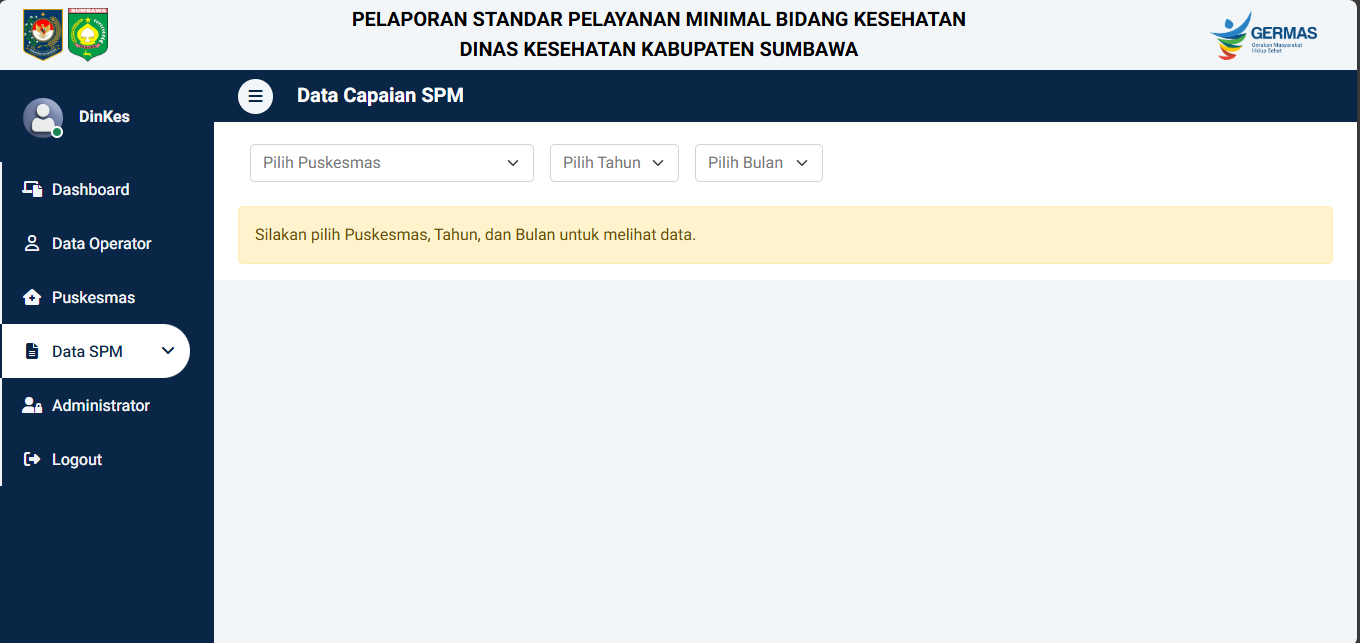 SUMBAWA
PELAPORAN STANDAR PELAYANAN MINIMAL BIDANG KESEHATAN
DINAS KESEHATAN KABUPATEN SUMBAWA
GERMAS
Gerakan Masyarakat
Hidup Sehat
DinKes
Data Capaian SPM
Pilih Puskesmas
Pilih Tahun
Pilih Bulan
Silakan pilih Puskesmas, Tahun, dan Bulan untuk melihat data.
Dashboard
Data Operator
Puskesmas
Data SPM
Administrator
Logout